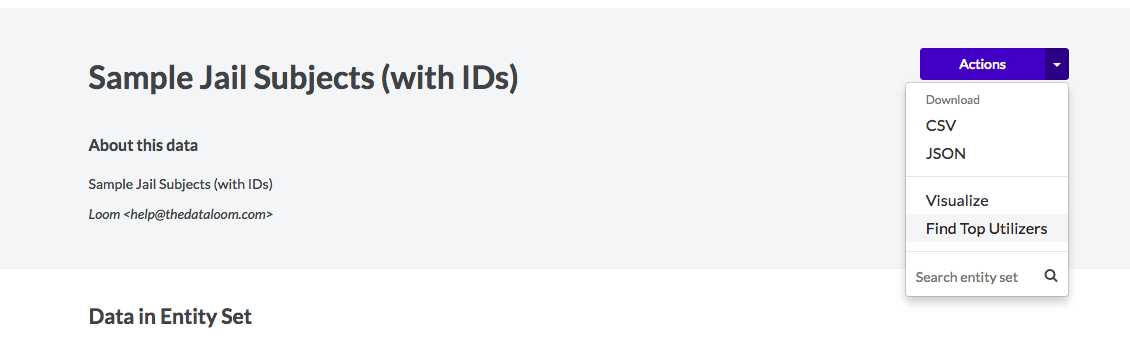 Sample Jail Subjects (with IDs)
Actions
Download
CSV
JSON
Visualize
Find Top Utilizers
Search entity set
About this data
Sample Jail Subjects (with IDs)
Loom <help@thedataloom.com>
Data in Entity Set